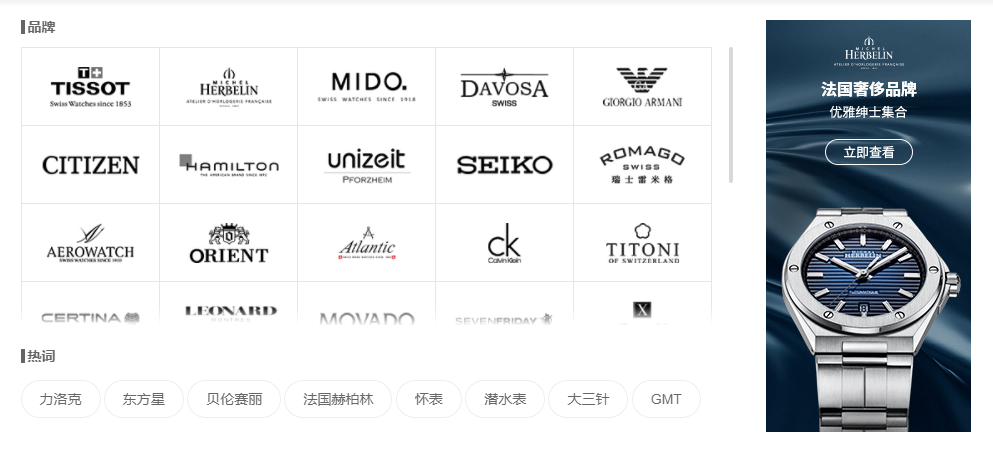 品牌
TISSOT
Swiss Watches since 1853
MICHEL
HERBELIN
ATELIER D'HORLOGERIE FRANÇAISE
MIDO.
SWISS WATCHES SINCE 1918
DAVOSA
SWISS
GIORGIO ARMANI
CITIZEN
HAMILTON
THE AMERICAN BRAND SINCE 1892
unizeit
PFORZHEIM
SEIKO
ROMAGO
SWISS
瑞士雷米格
AEROWATCH
SWISS WATCHES SINCE 1910
ORIENT
Atlantic
ck
Calvin Klein
TITONI
OF SWITZERLAND
CERTINA
LEONARD
MOVADO
SEVENFRIDAY
X
热词
力洛克
东方星
贝伦赛丽
法国赫柏林
怀表
潜水表
大三针
GMT
MICHEL
HERBELIN
ATELIER D'HORLOGERIE FRANÇAISE
法国奢侈品牌
优雅绅士集合
立即查看
HERBELIN